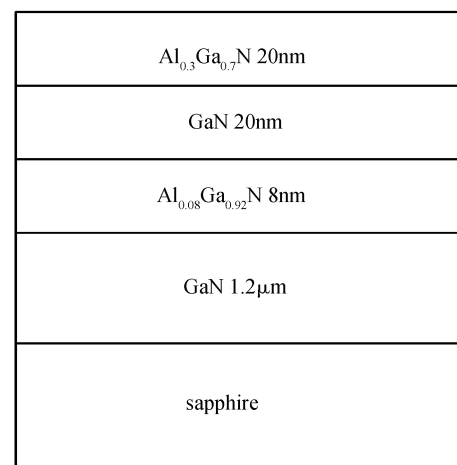 Al₀.₃Ga₀.₇N 20nm
GaN 20nm
Al₀.₀₈Ga₀.₉₂N 8nm
GaN 1.2μm
sapphire